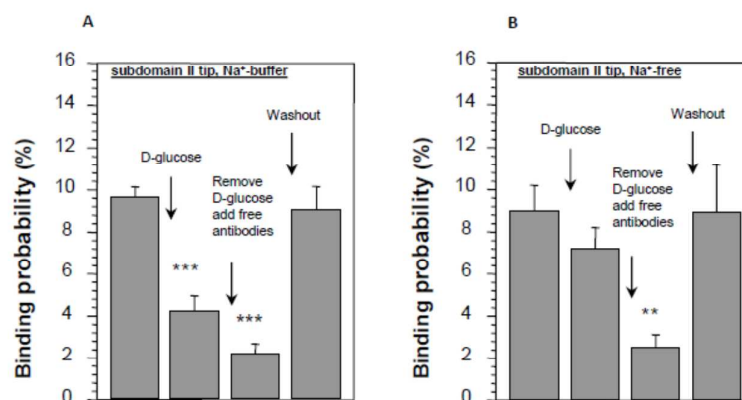 A
subdomain II tip, Na⁺-buffer
Binding probability (%)
16
14
12
10
8
6
4
2
0
D-glucose
Remove
D-glucose
add free
antibodies
Washout
***
***
B
subdomain II tip, Na⁺-free
Binding probability (%)
16
14
12
10
8
6
4
2
0
D-glucose
Remove
D-glucose
add free
antibodies
Washout
**